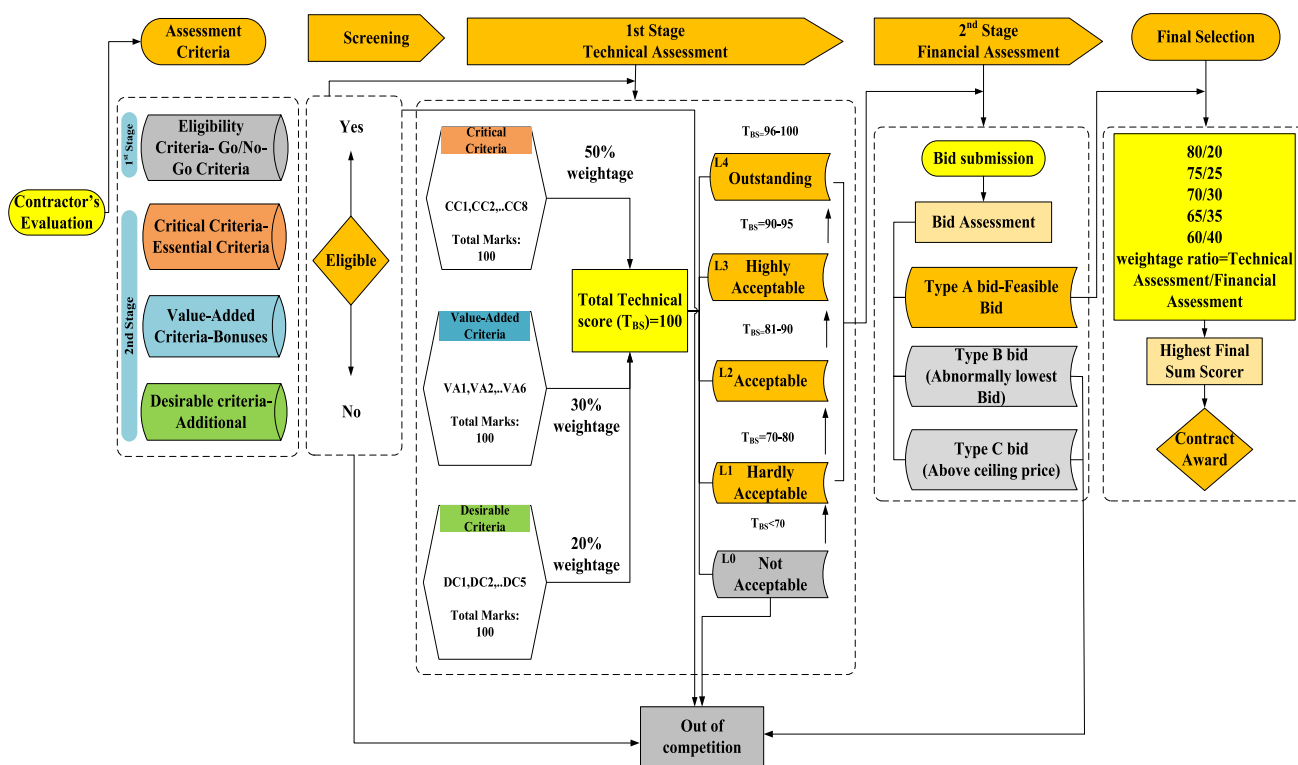 Assessment
Criteria
Screening
1st Stage
Technical Assessment
2nd Stage
Financial Assessment
Final Selection
Contractor's
Evaluation
1st Stage
Eligibility
Criteria- Go/No-
Go Criteria
2nd Stage
Critical Criteria-
Essential Criteria
Value-Added
Criteria-Bonuses
Desirable criteria-
Additional
Yes
Eligible
No
Critical
Criteria
CC1,CC2,..CC8
Total Marks:
100
50%
weightage
Value-Added
Criteria
VA1,VA2,..VA6
Total Marks:
100
30%
weightage
Desirable
Criteria
DC1,DC2,..DC5
Total Marks:
100
20%
weightage
Total Technical
score (TBS)=100
TBS=96-100
L4
Outstanding
TBS=90-95
L3
Highly
Acceptable
TBS=81-90
L2
Acceptable
TBS=70-80
L1
Hardly
Acceptable
TBS<70
L0
Not
Acceptable
Out of
competition
Bid submission
Bid Assessment
Type A bid-Feasible
Bid
Type B bid
(Abnormally lowest
Bid)
Type C bid
(Above ceiling price)
80/20
75/25
70/30
65/35
60/40
weightage ratio=Technical
Assessment/Financial
Assessment
Highest Final
Sum Scorer
Contract
Award